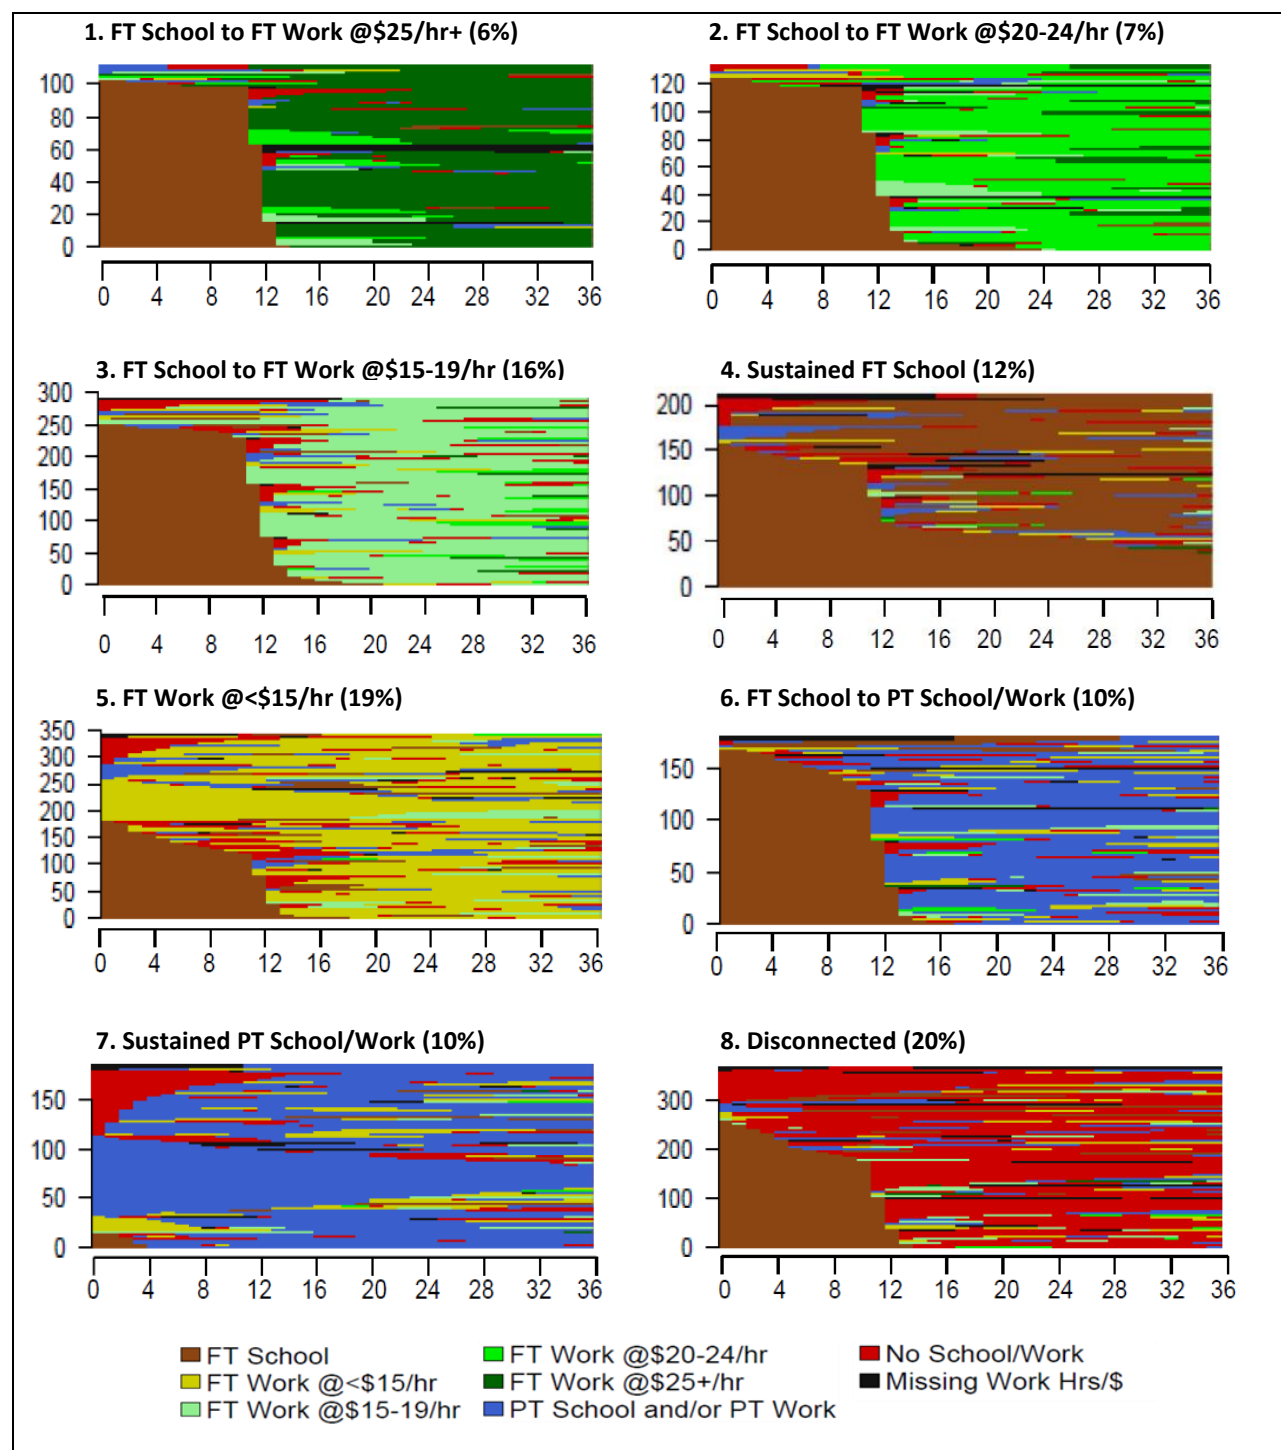 1. FT School to FT Work @$25/hr+ (6%)
100
80
60
40
20
0
0 4 8 12 16 20 24 28 32 36
2. FT School to FT Work @$20-24/hr (7%)
120
100
80
60
40
20
0
0 4 8 12 16 20 24 28 32 36
3. FT School to FT Work @$15-19/hr (16%)
300
250
200
150
100
50
0
0 4 8 12 16 20 24 28 32 36
4. Sustained FT School (12%)
200
150
100
50
0
0 4 8 12 16 20 24 28 32 36
5. FT Work @<$15/hr (19%)
350
300
250
200
150
100
50
0
0 4 8 12 16 20 24 28 32 36
6. FT School to PT School/Work (10%)
150
100
50
0
0 4 8 12 16 20 24 28 32 36
7. Sustained PT School/Work (10%)
150
100
50
0
0 4 8 12 16 20 24 28 32 36
8. Disconnected (20%)
300
200
100
0
0 4 8 12 16 20 24 28 32 36
FT School
FT Work @<$15/hr
FT Work @$15-19/hr
FT Work @$20-24/hr
FT Work @$25+/hr
PT School and/or PT Work
No School/Work
Missing Work Hrs/$